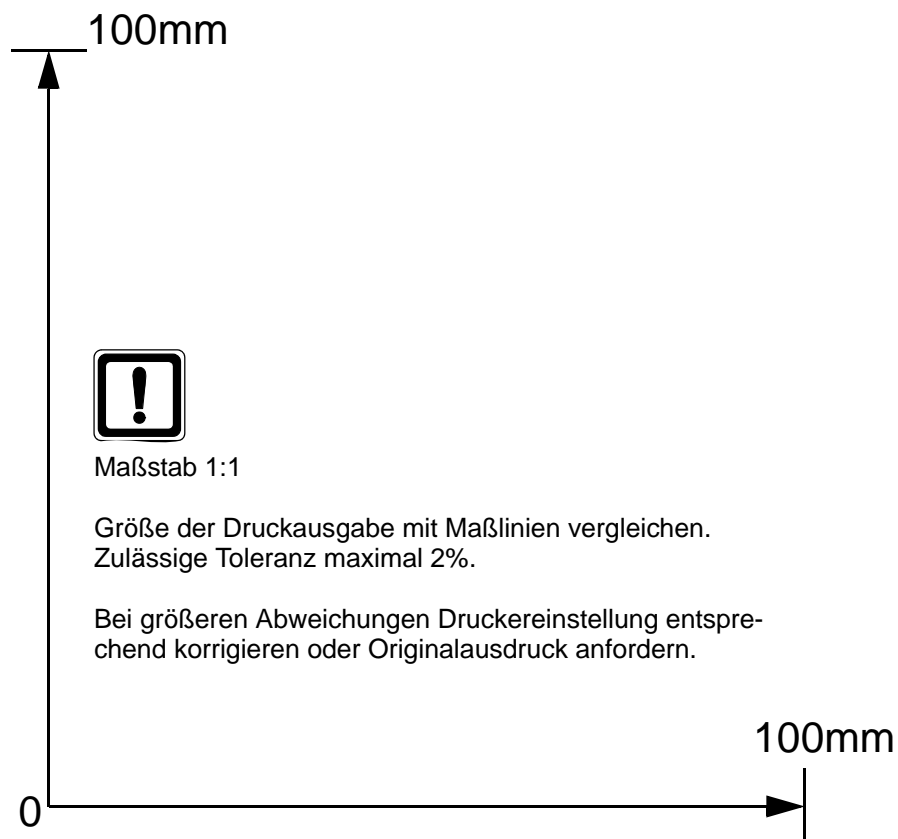 100mm
Maßstab 1:1
Größe der Druckausgabe mit Maßlinien vergleichen.
Zulässige Toleranz maximal 2%.
Bei größeren Abweichungen Druckereinstellung entspre-
chend korrigieren oder Originalausdruck anfordern.
100mm
0